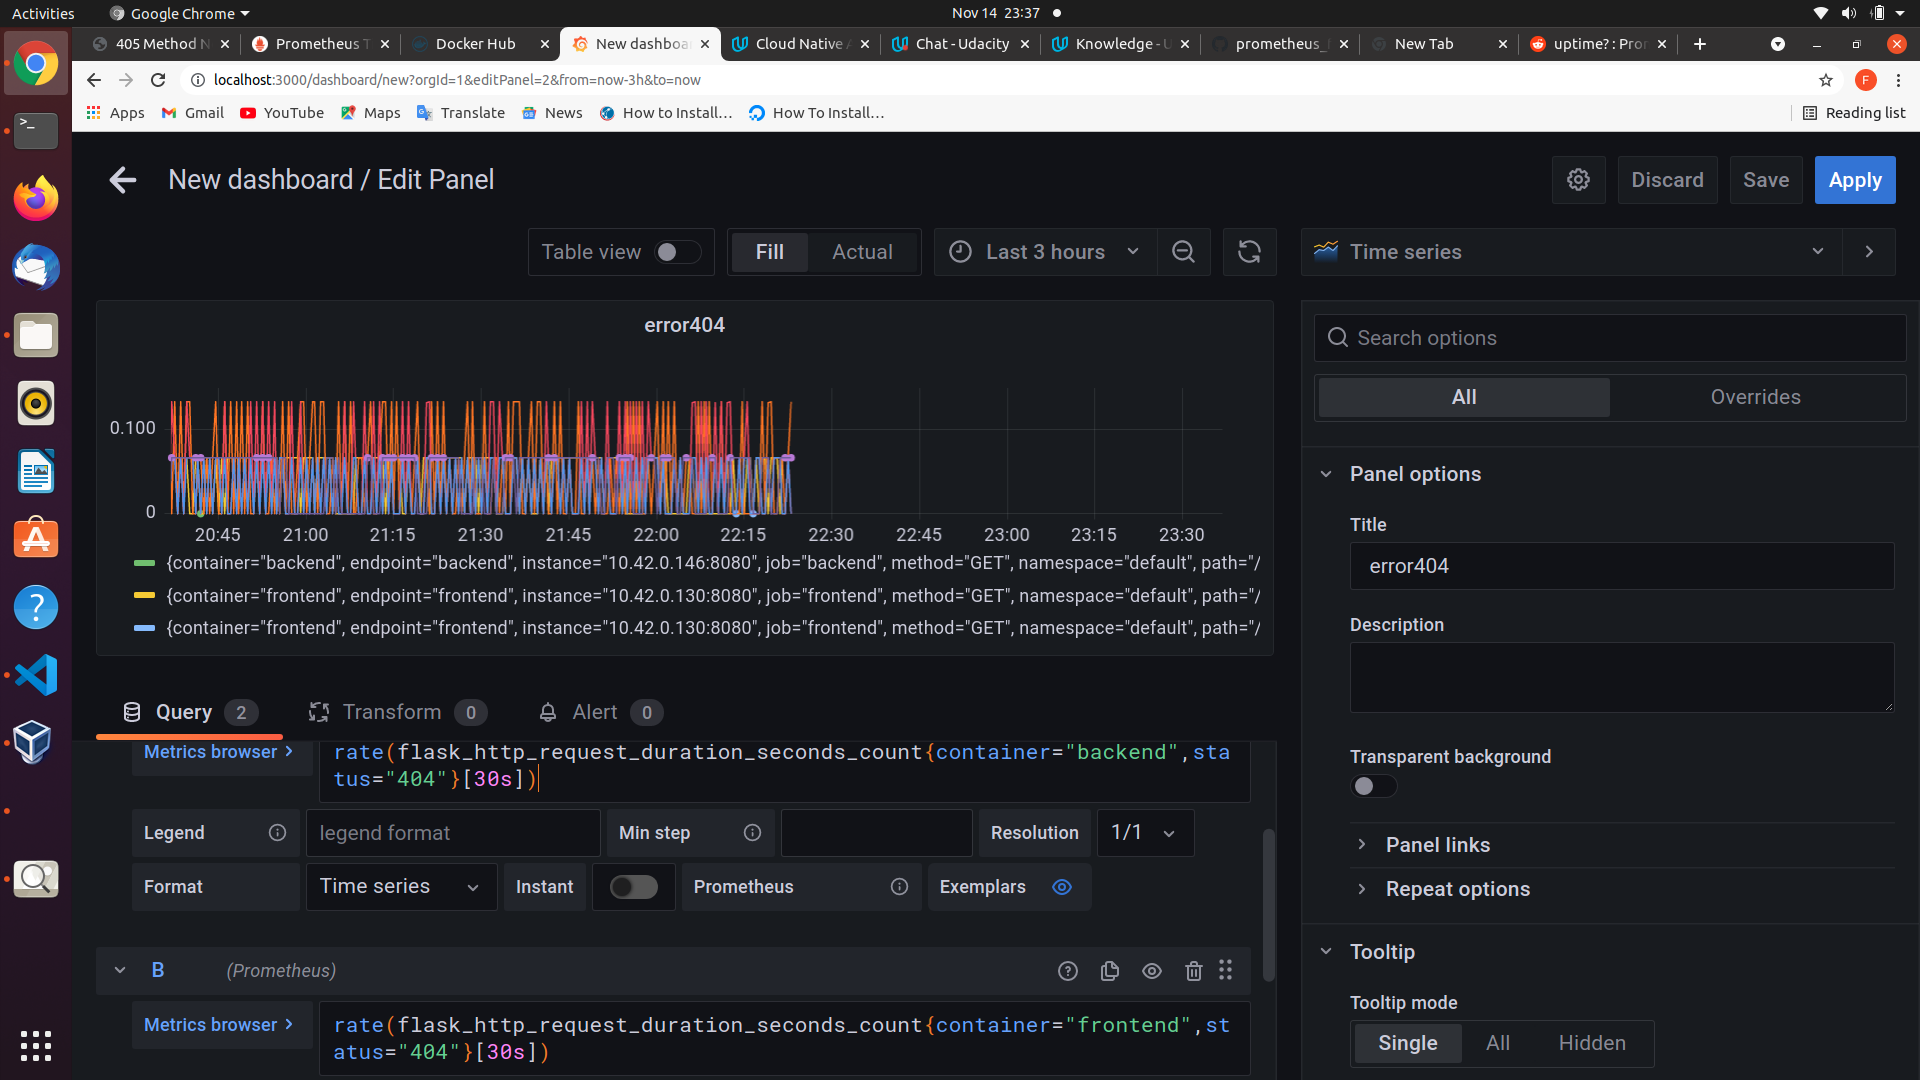 Activities Google Chrome Nov 14 23:37
405 Method N Prometheus T Docker Hub New dashboa Cloud Native A Chat - Udacity Knowledge - U prometheus_ New Tab uptime? : Pro
localhost:3000/dashboard/new?orgId=1&editPanel=2&from=now-3h&to=now F
Apps Gmail YouTube Maps Translate News How to Install… How To Install… Reading list
New dashboard / Edit Panel Discard Save Apply
Table view Fill Actual Last 3 hours Time series
error404
Search options
All Overrides
0.100
0
20:45 21:00 21:15 21:30 21:45 22:00 22:15 22:30 22:45 23:00 23:15 23:30
{container="backend", endpoint="backend", instance="10.42.0.146:8080", job="backend", method="GET", namespace="default", path="/
{container="frontend", endpoint="frontend", instance="10.42.0.130:8080", job="frontend", method="GET", namespace="default", path="/
{container="frontend", endpoint="frontend", instance="10.42.0.130:8080", job="frontend", method="GET", namespace="default", path="/
Panel options
Title
error404
Description
Transparent background
Panel links
Repeat options
Tooltip
Tooltip mode
Single All Hidden
Query 2 Transform 0 Alert 0
Metrics browser > rate(flask_http_request_duration_seconds_count{container="backend",sta
tus="404"}[30s])
Legend legend format Min step Resolution 1/1
Format Time series Instant Prometheus Exemplars
B (Prometheus)
Metrics browser > rate(flask_http_request_duration_seconds_count{container="frontend",st
atus="404"}[30s])